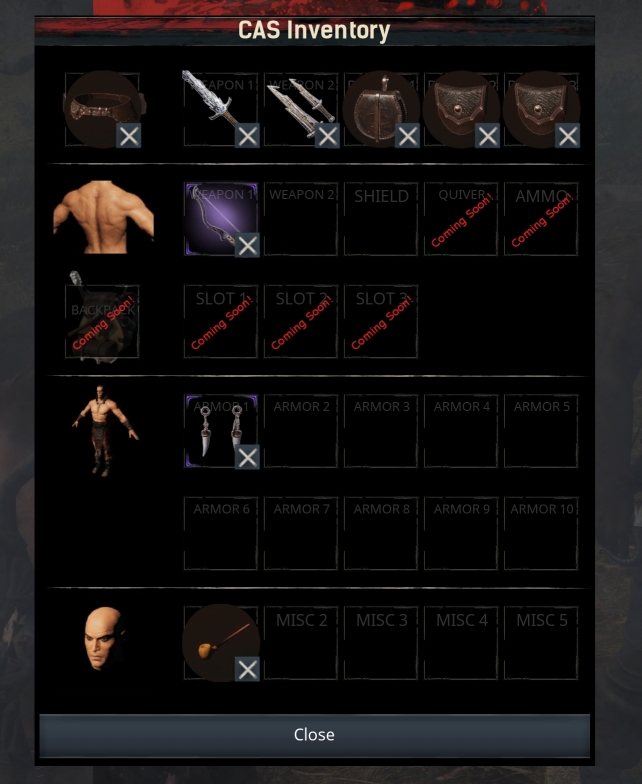 CAS Inventory
WEAPON 1 WEAPON 2
WEAPON 1 WEAPON 2 SHIELD QUIVER AMMO
Coming Soon! Coming Soon!
BACKPACK SLOT 1 SLOT 2 SLOT 3
Coming Soon! Coming Soon! Coming Soon! Coming Soon!
ARMOR 1 ARMOR 2 ARMOR 3 ARMOR 4 ARMOR 5
ARMOR 6 ARMOR 7 ARMOR 8 ARMOR 9 ARMOR 10
MISC 2 MISC 3 MISC 4 MISC 5
Close